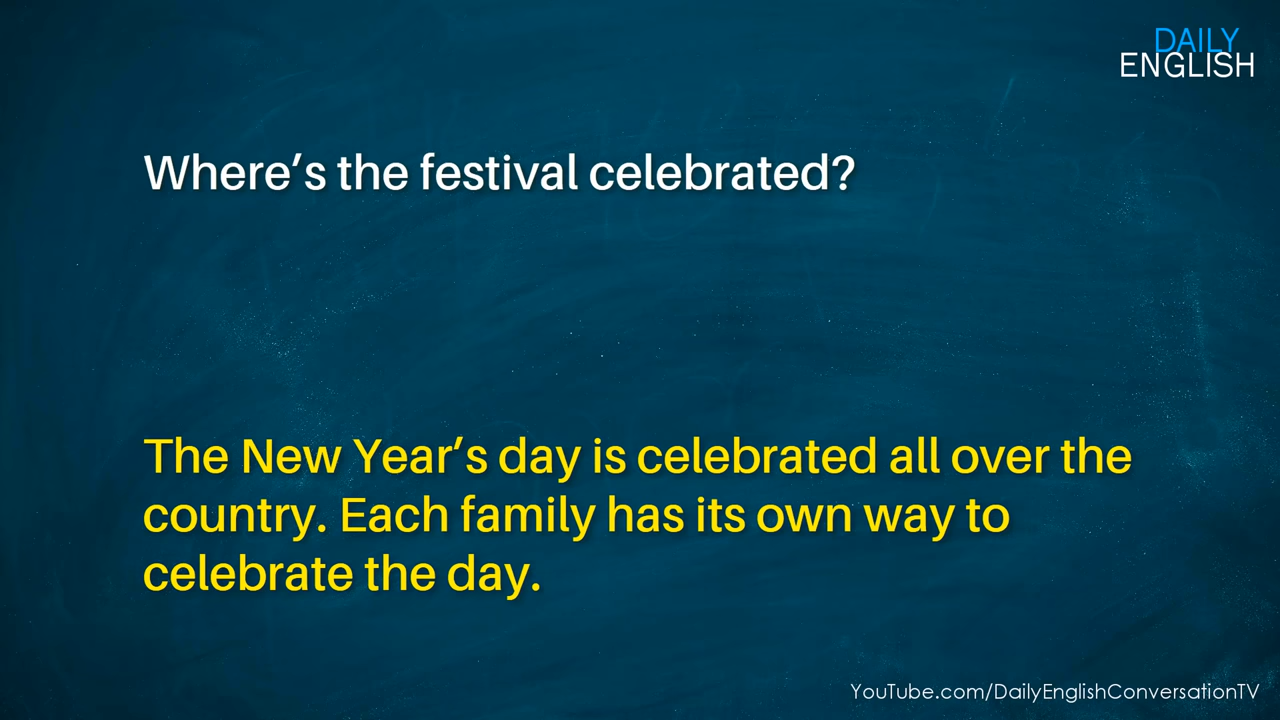 DAILY
ENGLISH
Where’s the festival celebrated?
The New Year’s day is celebrated all over the
country. Each family has its own way to
celebrate the day.
YouTube.com/DailyEnglishConversationTV